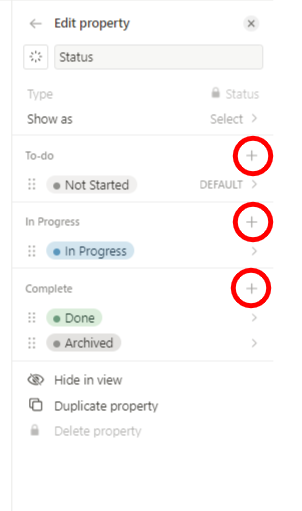 Edit property
Status
Type Status
Show as Select
To-do
Not Started DEFAULT
In Progress
In Progress
Complete
Done
Archived
Hide in view
Duplicate property
Delete property